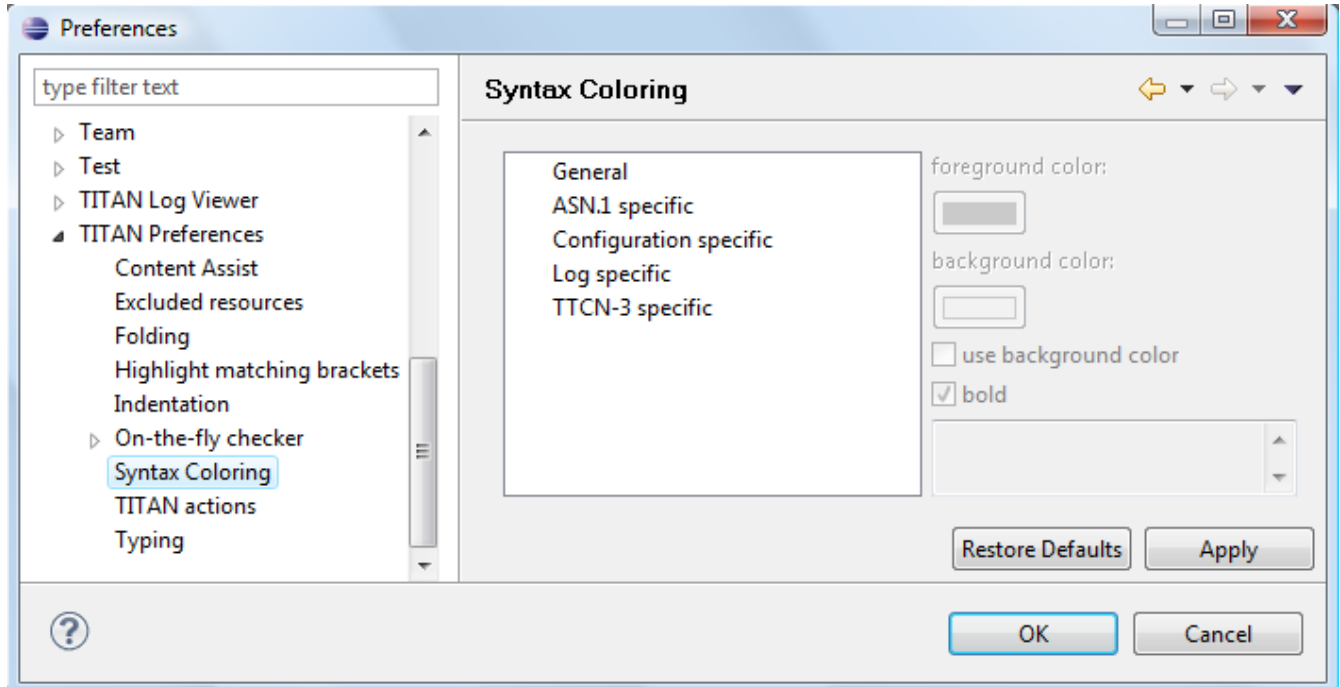 Preferences
type filter text
Team
Test
TITAN Log Viewer
TITAN Preferences
Content Assist
Excluded resources
Folding
Highlight matching brackets
Indentation
On-the-fly checker
Syntax Coloring
TITAN actions
Typing
Syntax Coloring
General
ASN.1 specific
Configuration specific
Log specific
TTCN-3 specific
foreground color:
background color:
use background color
bold
Restore Defaults
Apply
OK
Cancel